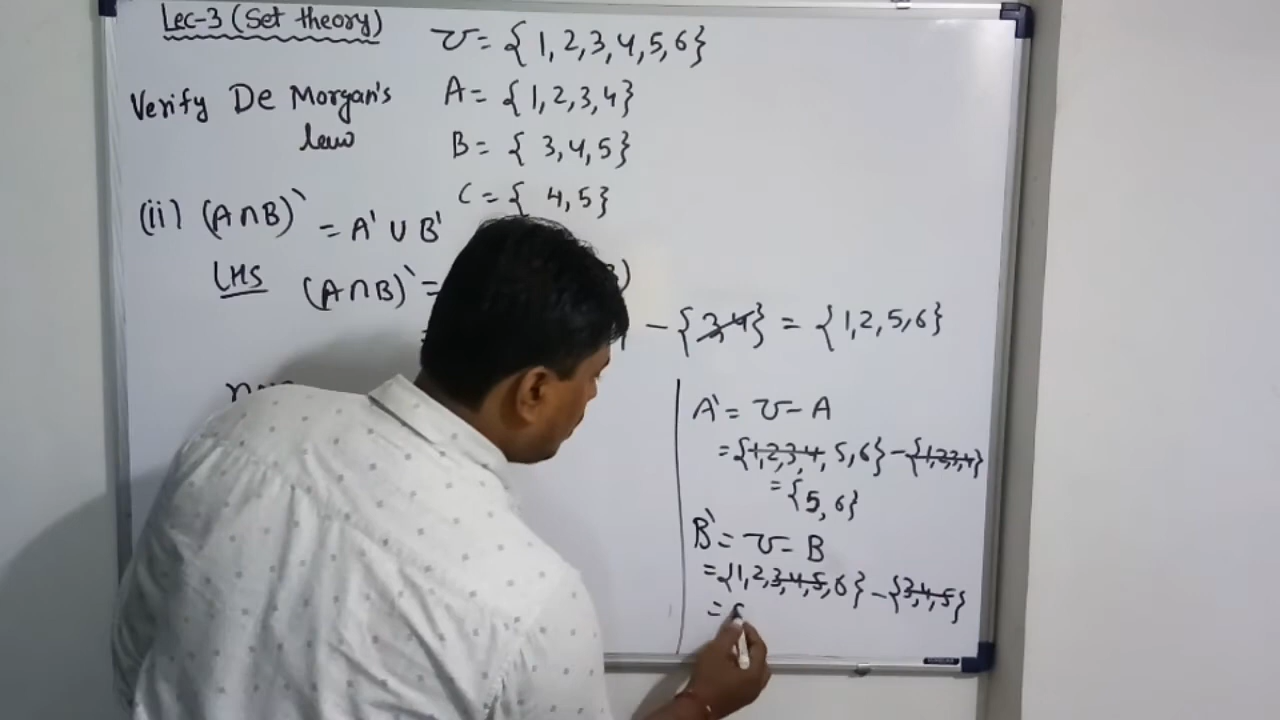 Lec-3 (Set theory)
U = {1,2,3,4,5,6}
Verify De Morgan's
law
A = {1,2,3,4}
B = { 3,4,5}
C = { 4,5}
(ii) (A∩B)` = A' ∪ B'
LHS (A∩B)` =
- {3,4} = {1,2,5,6}
A' = U - A
= {1,2,3,4, 5,6} - {1,2,3,4}
= {5,6}
B` = U - B
= {1,2,3,4,5,6} - {3,4,5}
= {